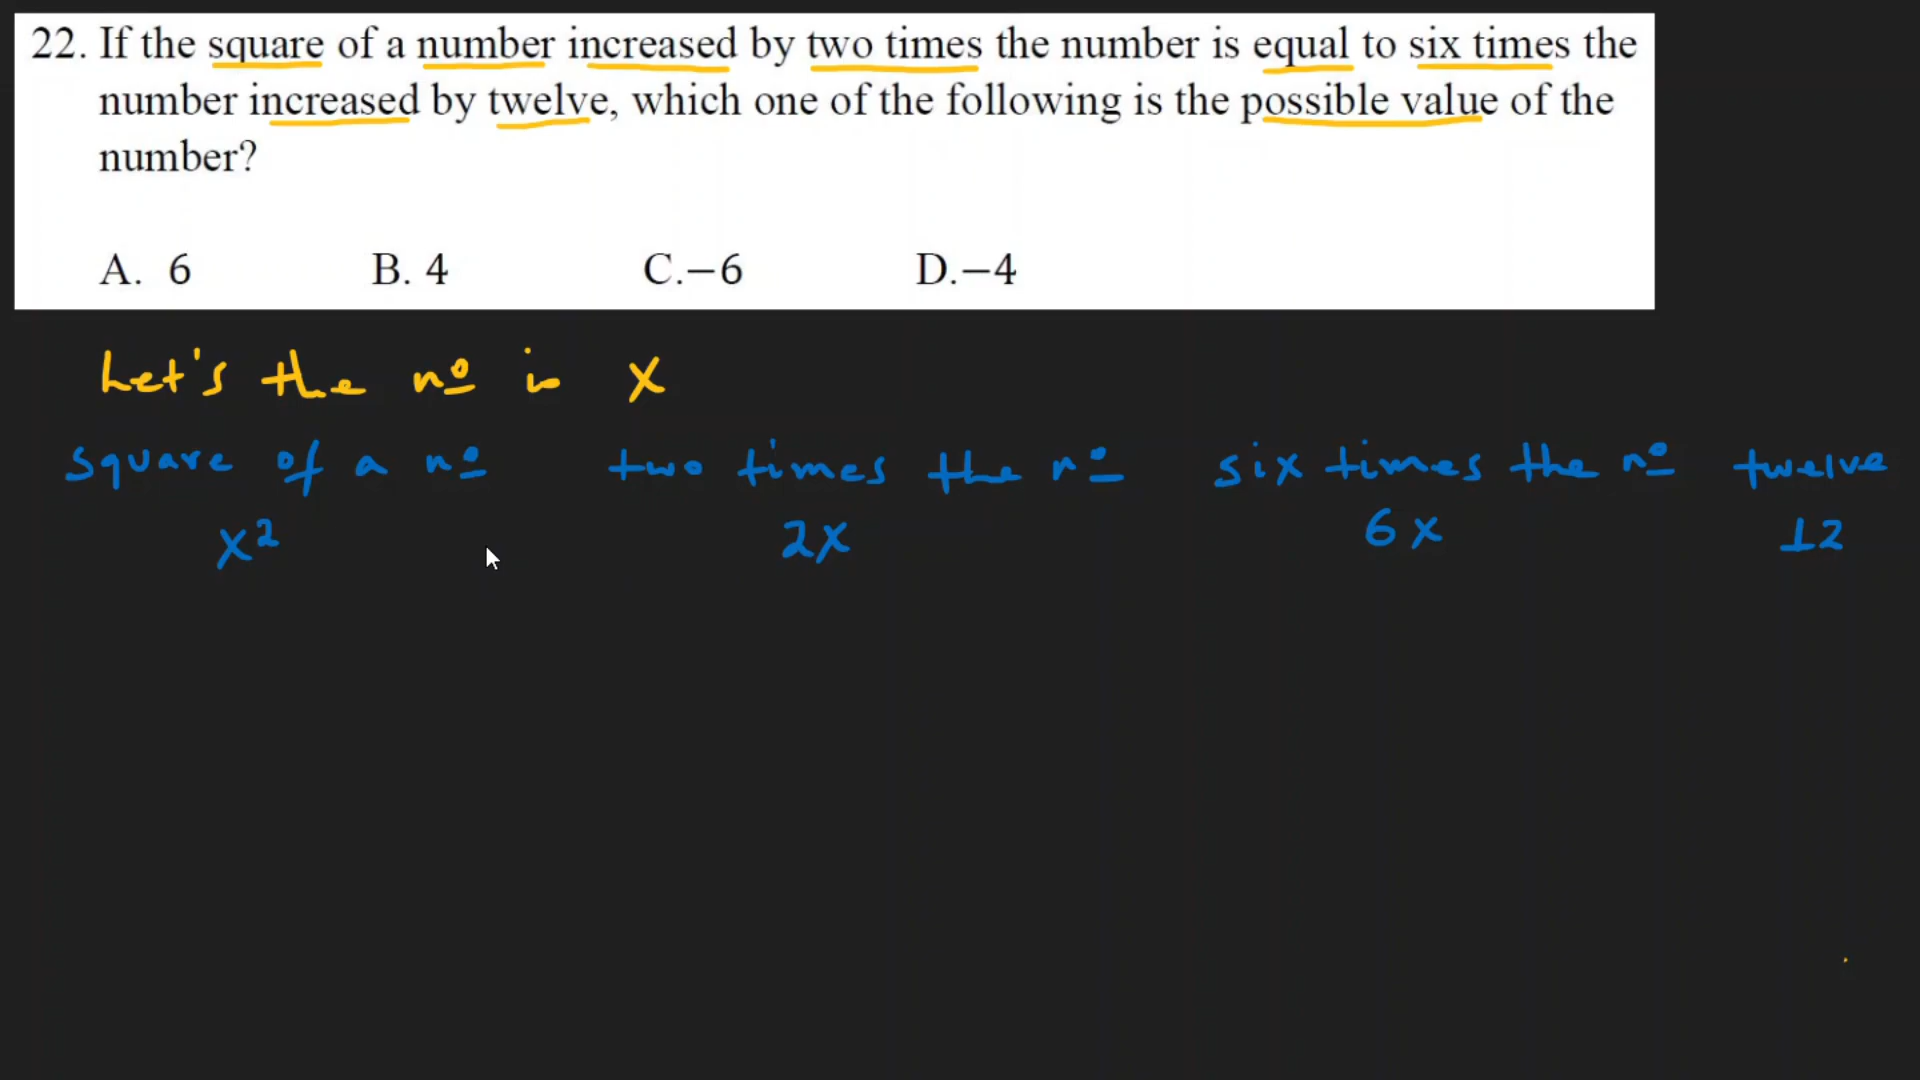 22. If the square of a number increased by two times the number is equal to six times the
number increased by twelve, which one of the following is the possible value of the
number?
A. 6 B. 4 C.−6 D.−4
Let's the nº is x
square of a nº two times the nº six times the nº twelve
x² 2x 6x 12